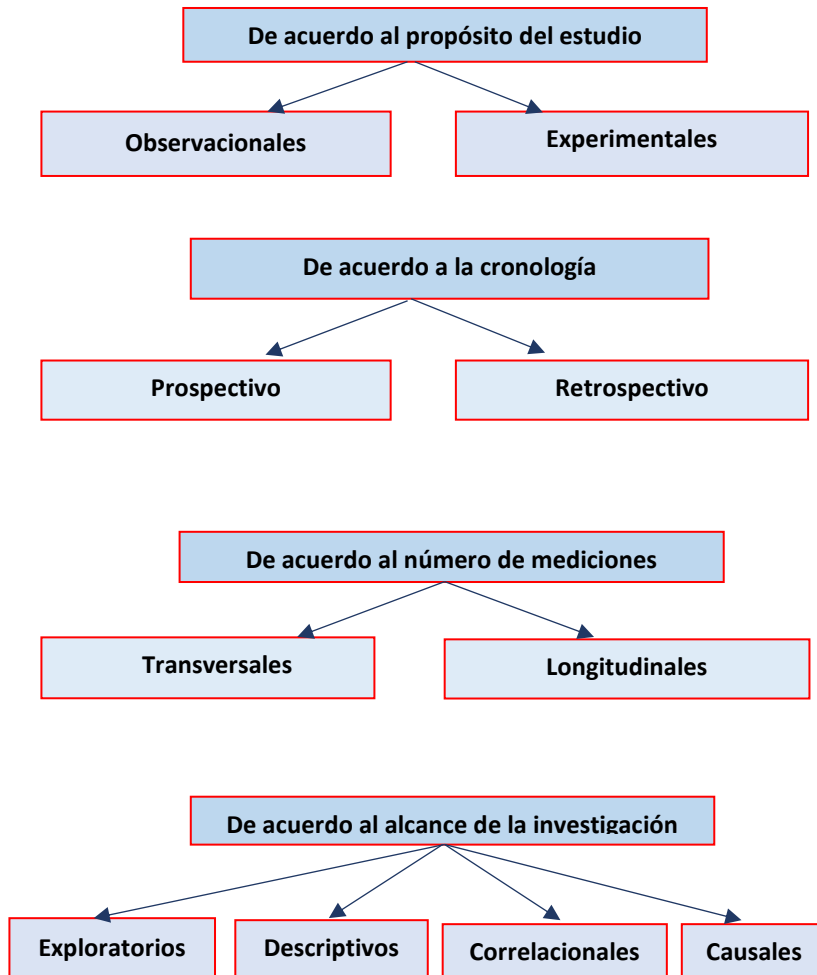 De acuerdo al propósito del estudio
Observacionales
Experimentales
De acuerdo a la cronología
Prospectivo
Retrospectivo
De acuerdo al número de mediciones
Transversales
Longitudinales
De acuerdo al alcance de la investigación
Exploratorios
Descriptivos
Correlacionales
Causales